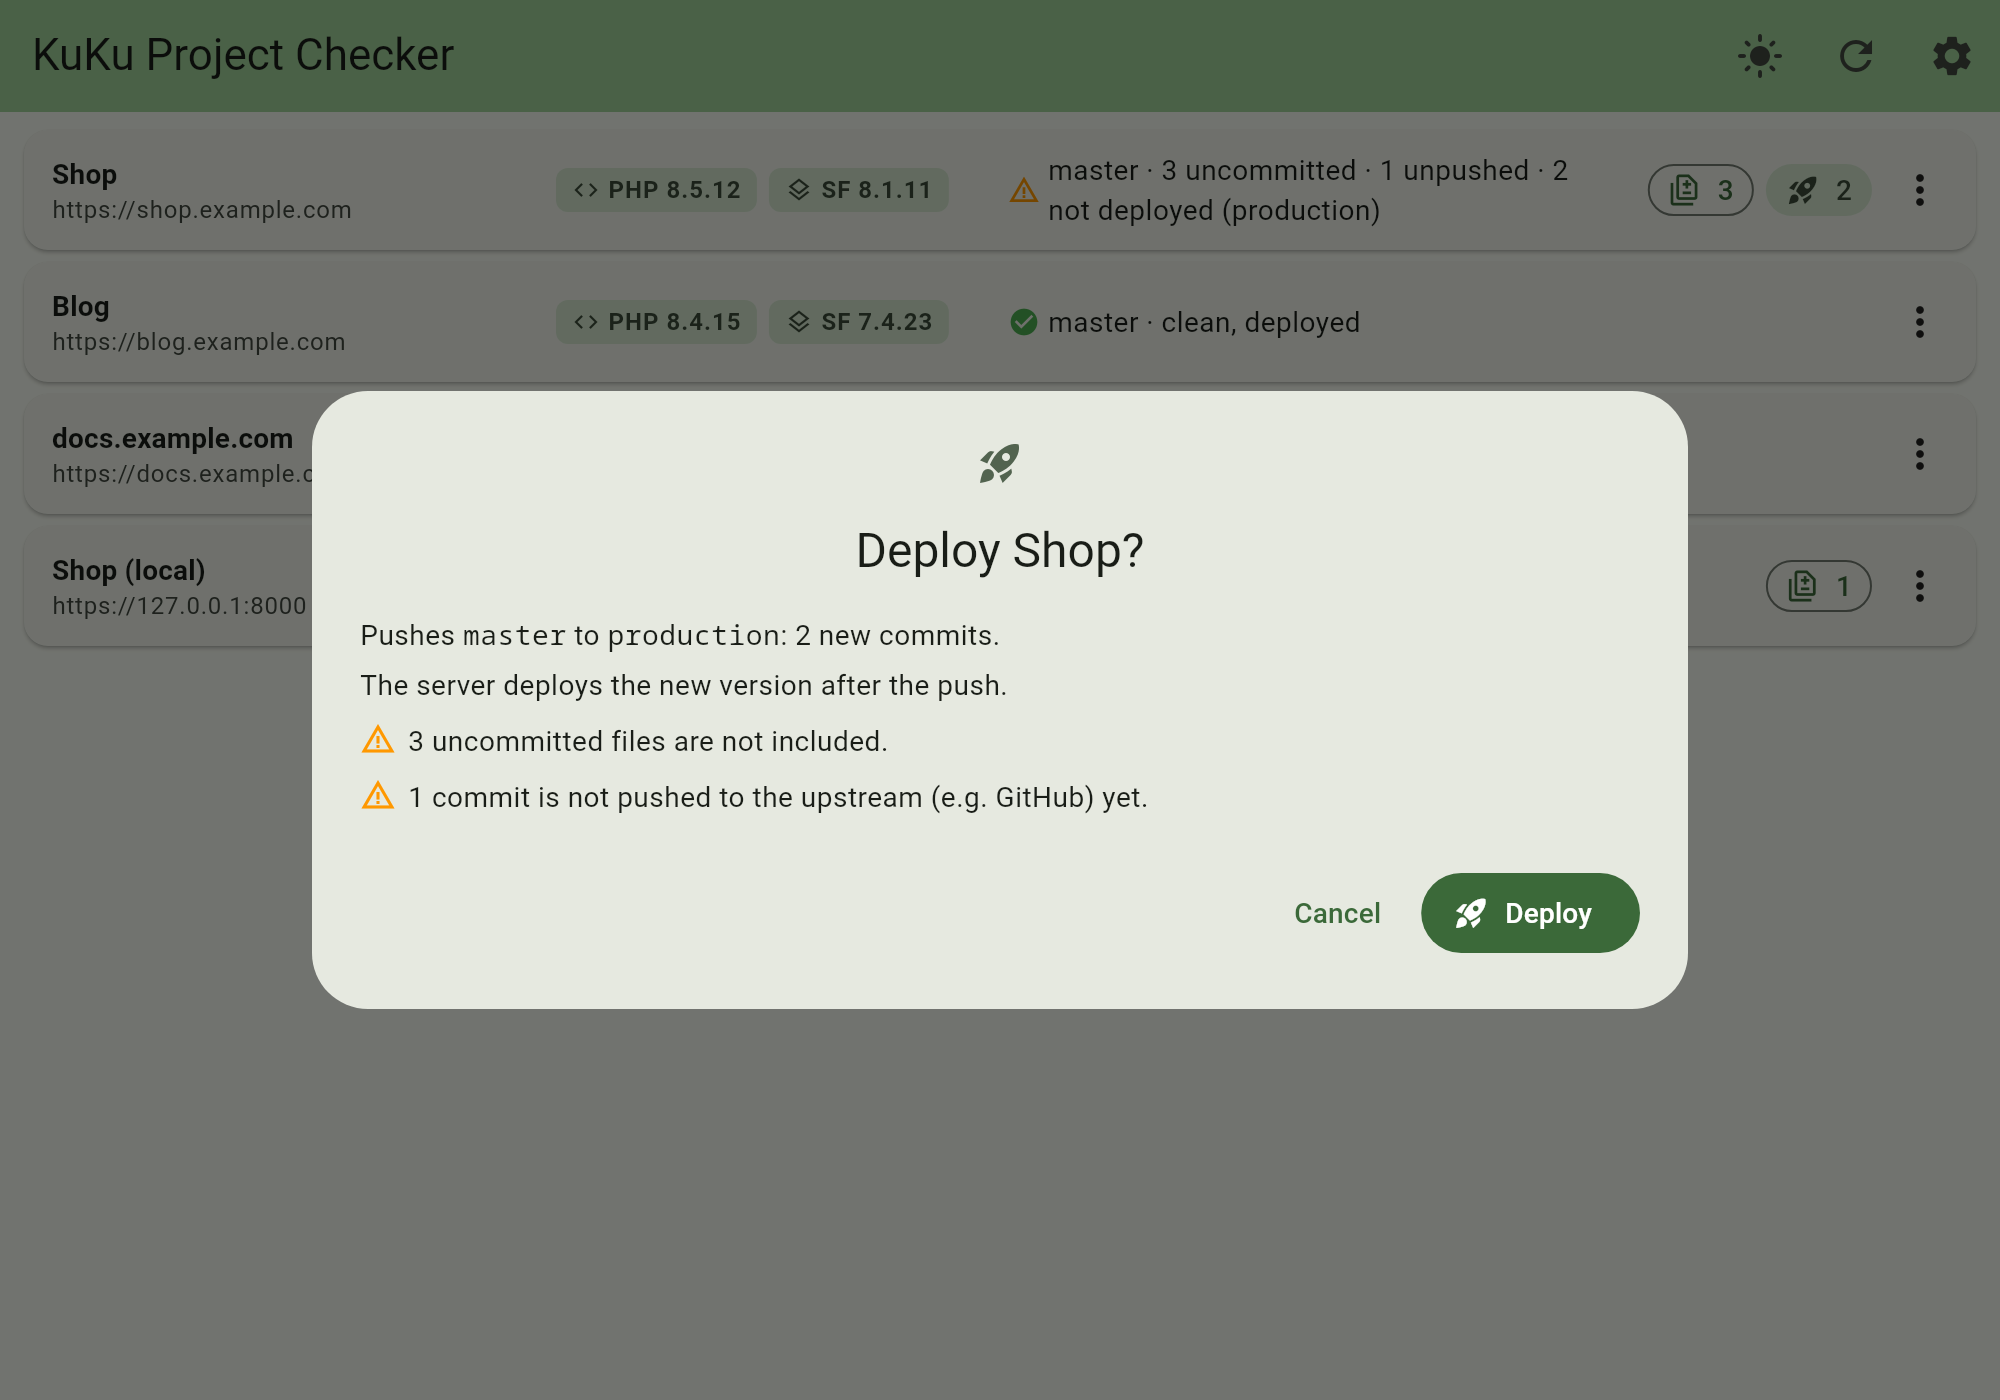 KuKu Project Checker
Shop
https://shop.example.com
PHP 8.5.12
SF 8.1.11
master · 3 uncommitted · 1 unpushed · 2
not deployed (production)
3
2
Blog
https://blog.example.com
PHP 8.4.15
SF 7.4.23
master · clean, deployed
docs.example.com
https://docs.example.c
Shop (local)
https://127.0.0.1:8000
1
Deploy Shop?
Pushes master to production: 2 new commits.
The server deploys the new version after the push.
3 uncommitted files are not included.
1 commit is not pushed to the upstream (e.g. GitHub) yet.
Cancel
Deploy